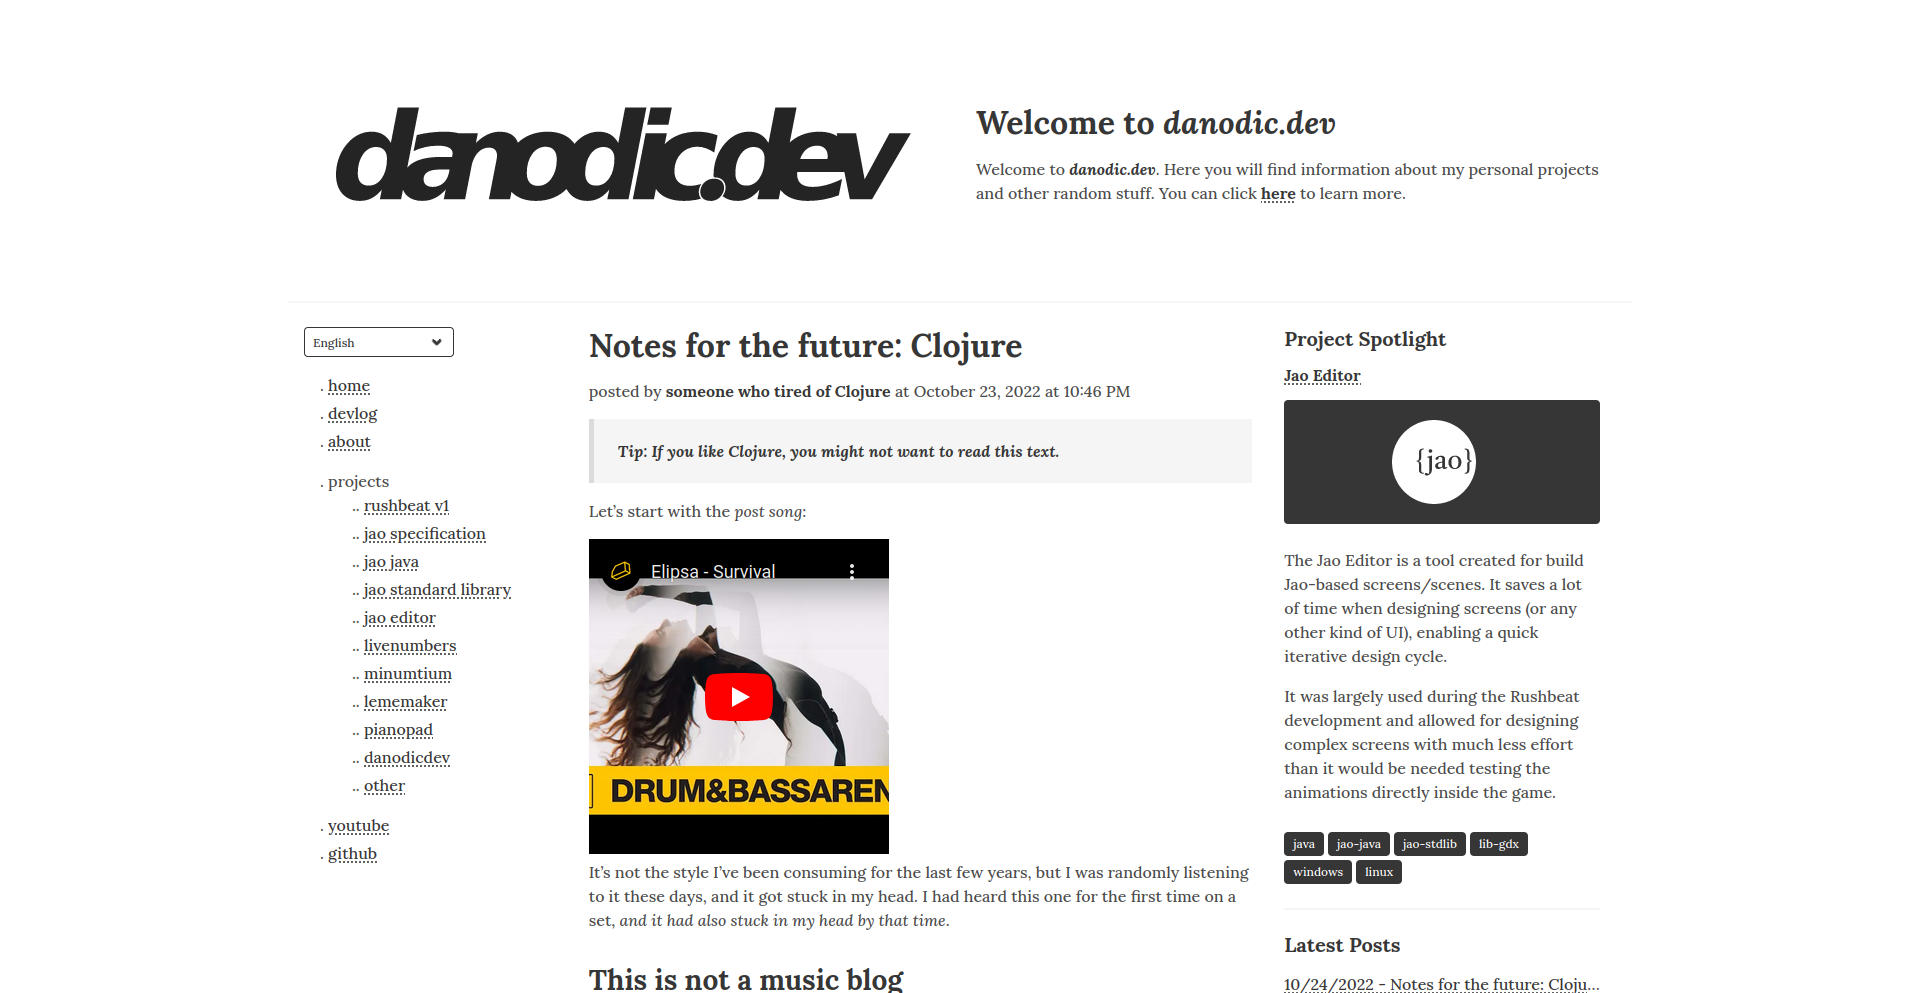 danodic.dev
Welcome to danodic.dev
Welcome to danodic.dev. Here you will find information about my personal projects
and other random stuff. You can click here to learn more.
English
. home
. devlog
. about
. projects
.. rushbeat v1
.. jao specification
.. jao java
.. jao standard library
.. jao editor
.. livenumbers
.. minumtium
.. lememaker
.. pianopad
.. danodicdev
.. other
. youtube
. github
Notes for the future: Clojure
posted by someone who tired of Clojure at October 23, 2022 at 10:46 PM
Tip: If you like Clojure, you might not want to read this text.
Let’s start with the post song:
Elipsa - Survival
DRUM&BASSAREN
It’s not the style I’ve been consuming for the last few years, but I was randomly listening
to it these days, and it got stuck in my head. I had heard this one for the first time on a
set, and it had also stuck in my head by that time.
This is not a music blog
Project Spotlight
Jao Editor
{jao}
The Jao Editor is a tool created for build
Jao-based screens/scenes. It saves a lot
of time when designing screens (or any
other kind of UI), enabling a quick
iterative design cycle.
It was largely used during the Rushbeat
development and allowed for designing
complex screens with much less effort
than it would be needed testing the
animations directly inside the game.
java jao-java jao-stdlib lib-gdx
windows linux
Latest Posts
10/24/2022 - Notes for the future: Cloju...